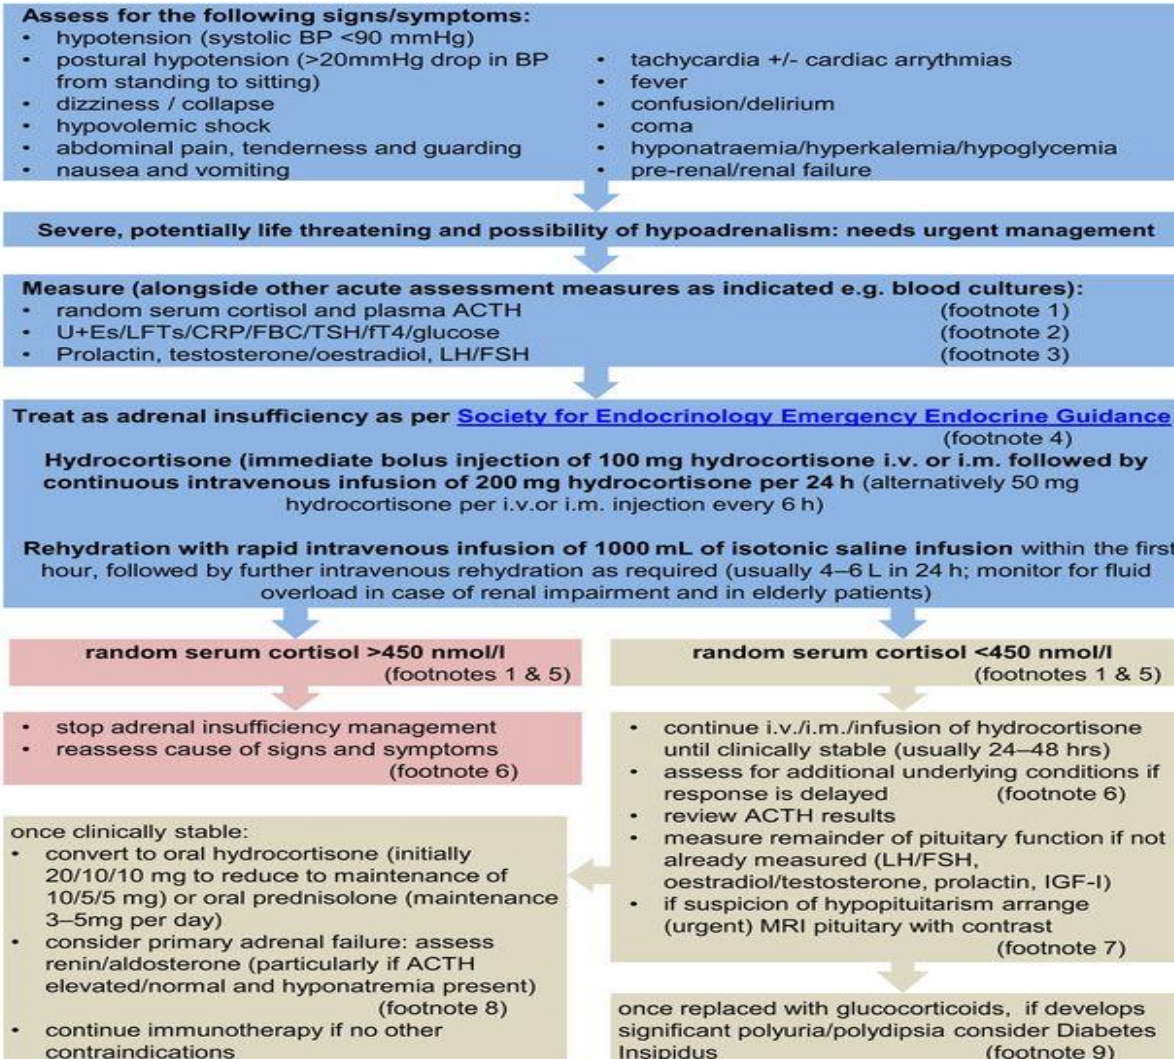 Assess for the following signs/symptoms:
• hypotension (systolic BP <90 mmHg)
• postural hypotension (>20mmHg drop in BP
from standing to sitting)
• dizziness / collapse
• hypovolemic shock
• abdominal pain, tenderness and guarding
• nausea and vomiting
• tachycardia +/- cardiac arrythmias
• fever
• confusion/delirium
• coma
• hyponatraemia/hyperkalemia/hypoglycemia
• pre-renal/renal failure
Severe, potentially life threatening and possibility of hypoadrenalism: needs urgent management
Measure (alongside other acute assessment measures as indicated e.g. blood cultures):
• random serum cortisol and plasma ACTH (footnote 1)
• U+Es/LFTs/CRP/FBC/TSH/fT4/glucose (footnote 2)
• Prolactin, testosterone/oestradiol, LH/FSH (footnote 3)
Treat as adrenal insufficiency as per Society for Endocrinology Emergency Endocrine Guidance
(footnote 4)
Hydrocortisone (immediate bolus injection of 100 mg hydrocortisone i.v. or i.m. followed by
continuous intravenous infusion of 200 mg hydrocortisone per 24 h (alternatively 50 mg
hydrocortisone per i.v.or i.m. injection every 6 h)
Rehydration with rapid intravenous infusion of 1000 mL of isotonic saline infusion within the first
hour, followed by further intravenous rehydration as required (usually 4–6 L in 24 h; monitor for fluid
overload in case of renal impairment and in elderly patients)
random serum cortisol >450 nmol/l
(footnotes 1 & 5)
• stop adrenal insufficiency management
• reassess cause of signs and symptoms
(footnote 6)
random serum cortisol <450 nmol/l
(footnotes 1 & 5)
• continue i.v./i.m./infusion of hydrocortisone
until clinically stable (usually 24–48 hrs)
• assess for additional underlying conditions if
response is delayed (footnote 6)
• review ACTH results
• measure remainder of pituitary function if not
already measured (LH/FSH,
oestradiol/testosterone, prolactin, IGF-I)
• if suspicion of hypopituitarism arrange
(urgent) MRI pituitary with contrast
(footnote 7)
once clinically stable:
• convert to oral hydrocortisone (initially
20/10/10 mg to reduce to maintenance of
10/5/5 mg) or oral prednisolone (maintenance
3–5mg per day)
• consider primary adrenal failure: assess
renin/aldosterone (particularly if ACTH
elevated/normal and hyponatremia present)
(footnote 8)
• continue immunotherapy if no other
contraindications
once replaced with glucocorticoids, if develops
significant polyuria/polydipsia consider Diabetes
Insipidus (footnote 9)